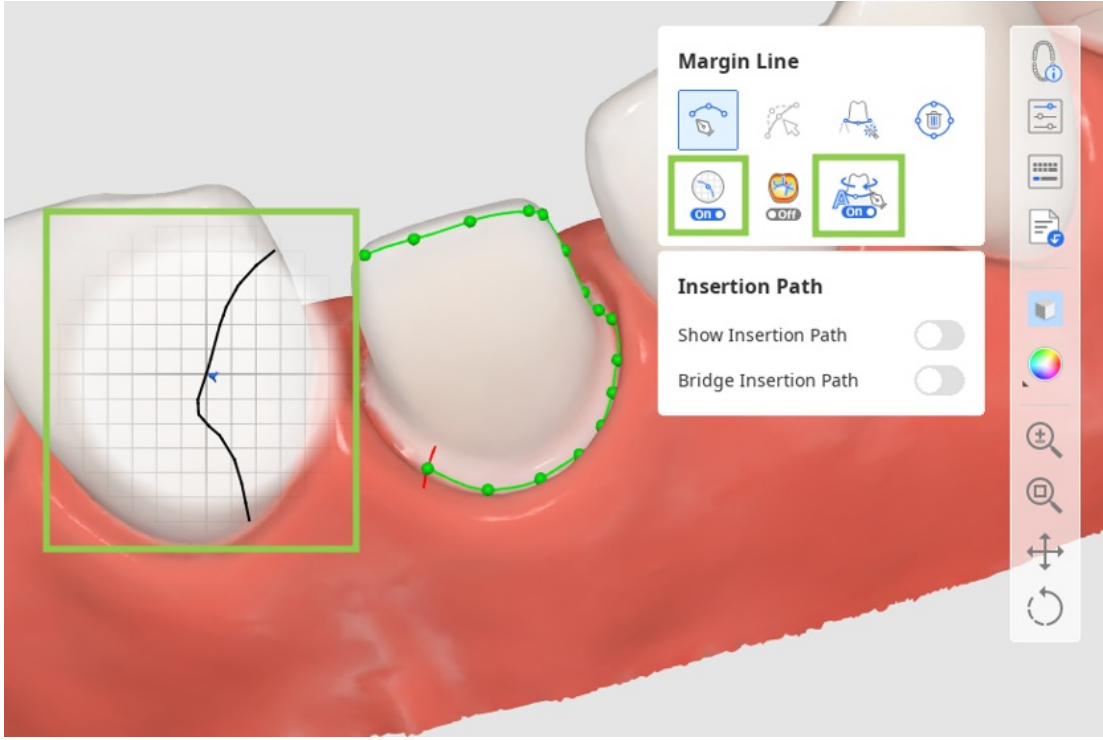 Margin Line
On
Off
A
On
Insertion Path
Show Insertion Path
Bridge Insertion Path